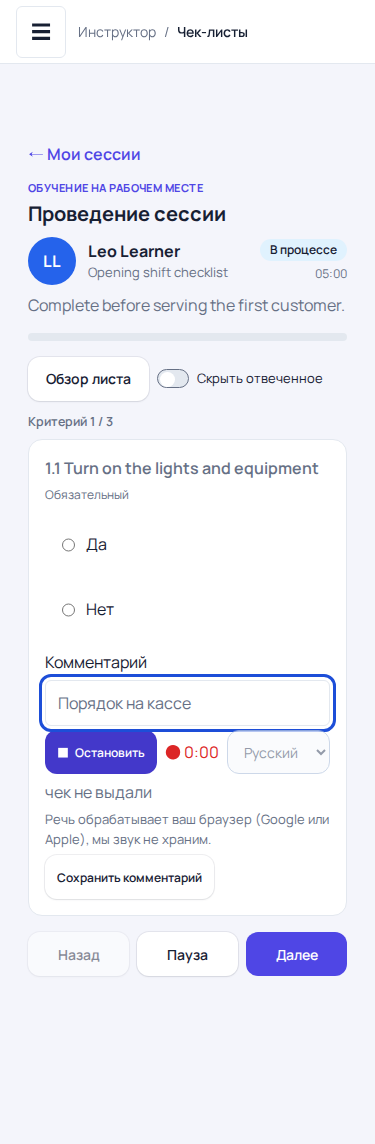 Инструктор / Чек-листы
← Мои сессии
ОБУЧЕНИЕ НА РАБОЧЕМ МЕСТЕ
Проведение сессии
LL
Leo Learner
В процессе
Opening shift checklist
05:00
Complete before serving the first customer.
Обзор листа
Скрыть отвеченное
Критерий 1 / 3
1.1 Turn on the lights and equipment
Обязательный
Да
Нет
Комментарий
Порядок на кассе
Остановить 0:00 Русский
чек не выдали
Речь обрабатывает ваш браузер (Google или
Apple), мы звук не храним.
Сохранить комментарий
Назад Пауза Далее